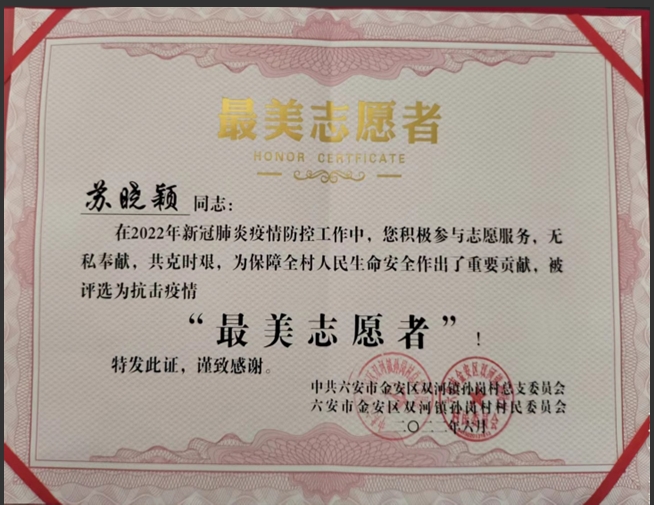 最美志愿者
HONOR CERTFICATE
苏晓颖 同志：
在2022年新冠肺炎疫情防控工作中，您积极参与志愿服务，无
私奉献，共克时艰，为保障全村人民生命安全作出了重要贡献，被
评选为抗击疫情
“最美志愿者”！
特发此证，谨致感谢。
中共六安市金安区双河镇孙岗村总支委员会
六安市金安区双河镇孙岗村村民委员会
二〇二二年六月